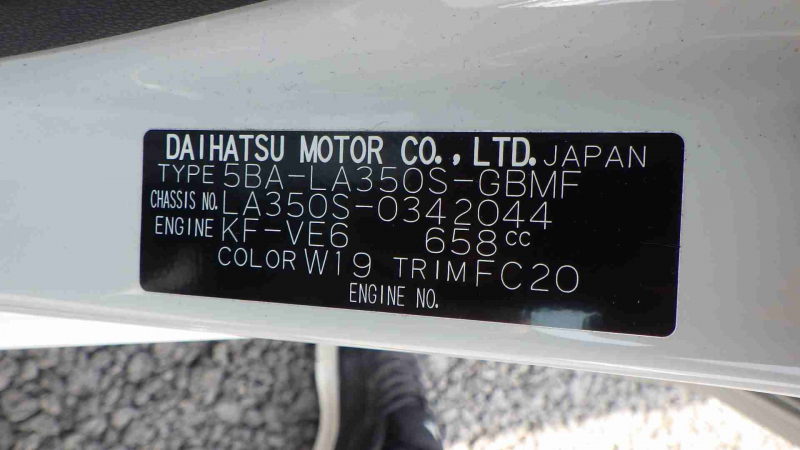 DAIHATSU MOTOR CO., LTD. JAPAN
TYPE 5BA-LA350S-GBMF
CHASSIS NO. LA350S-0342044
ENGINE KF-VE6 658cc
COLOR W19 TRIM FC20
ENGINE NO.